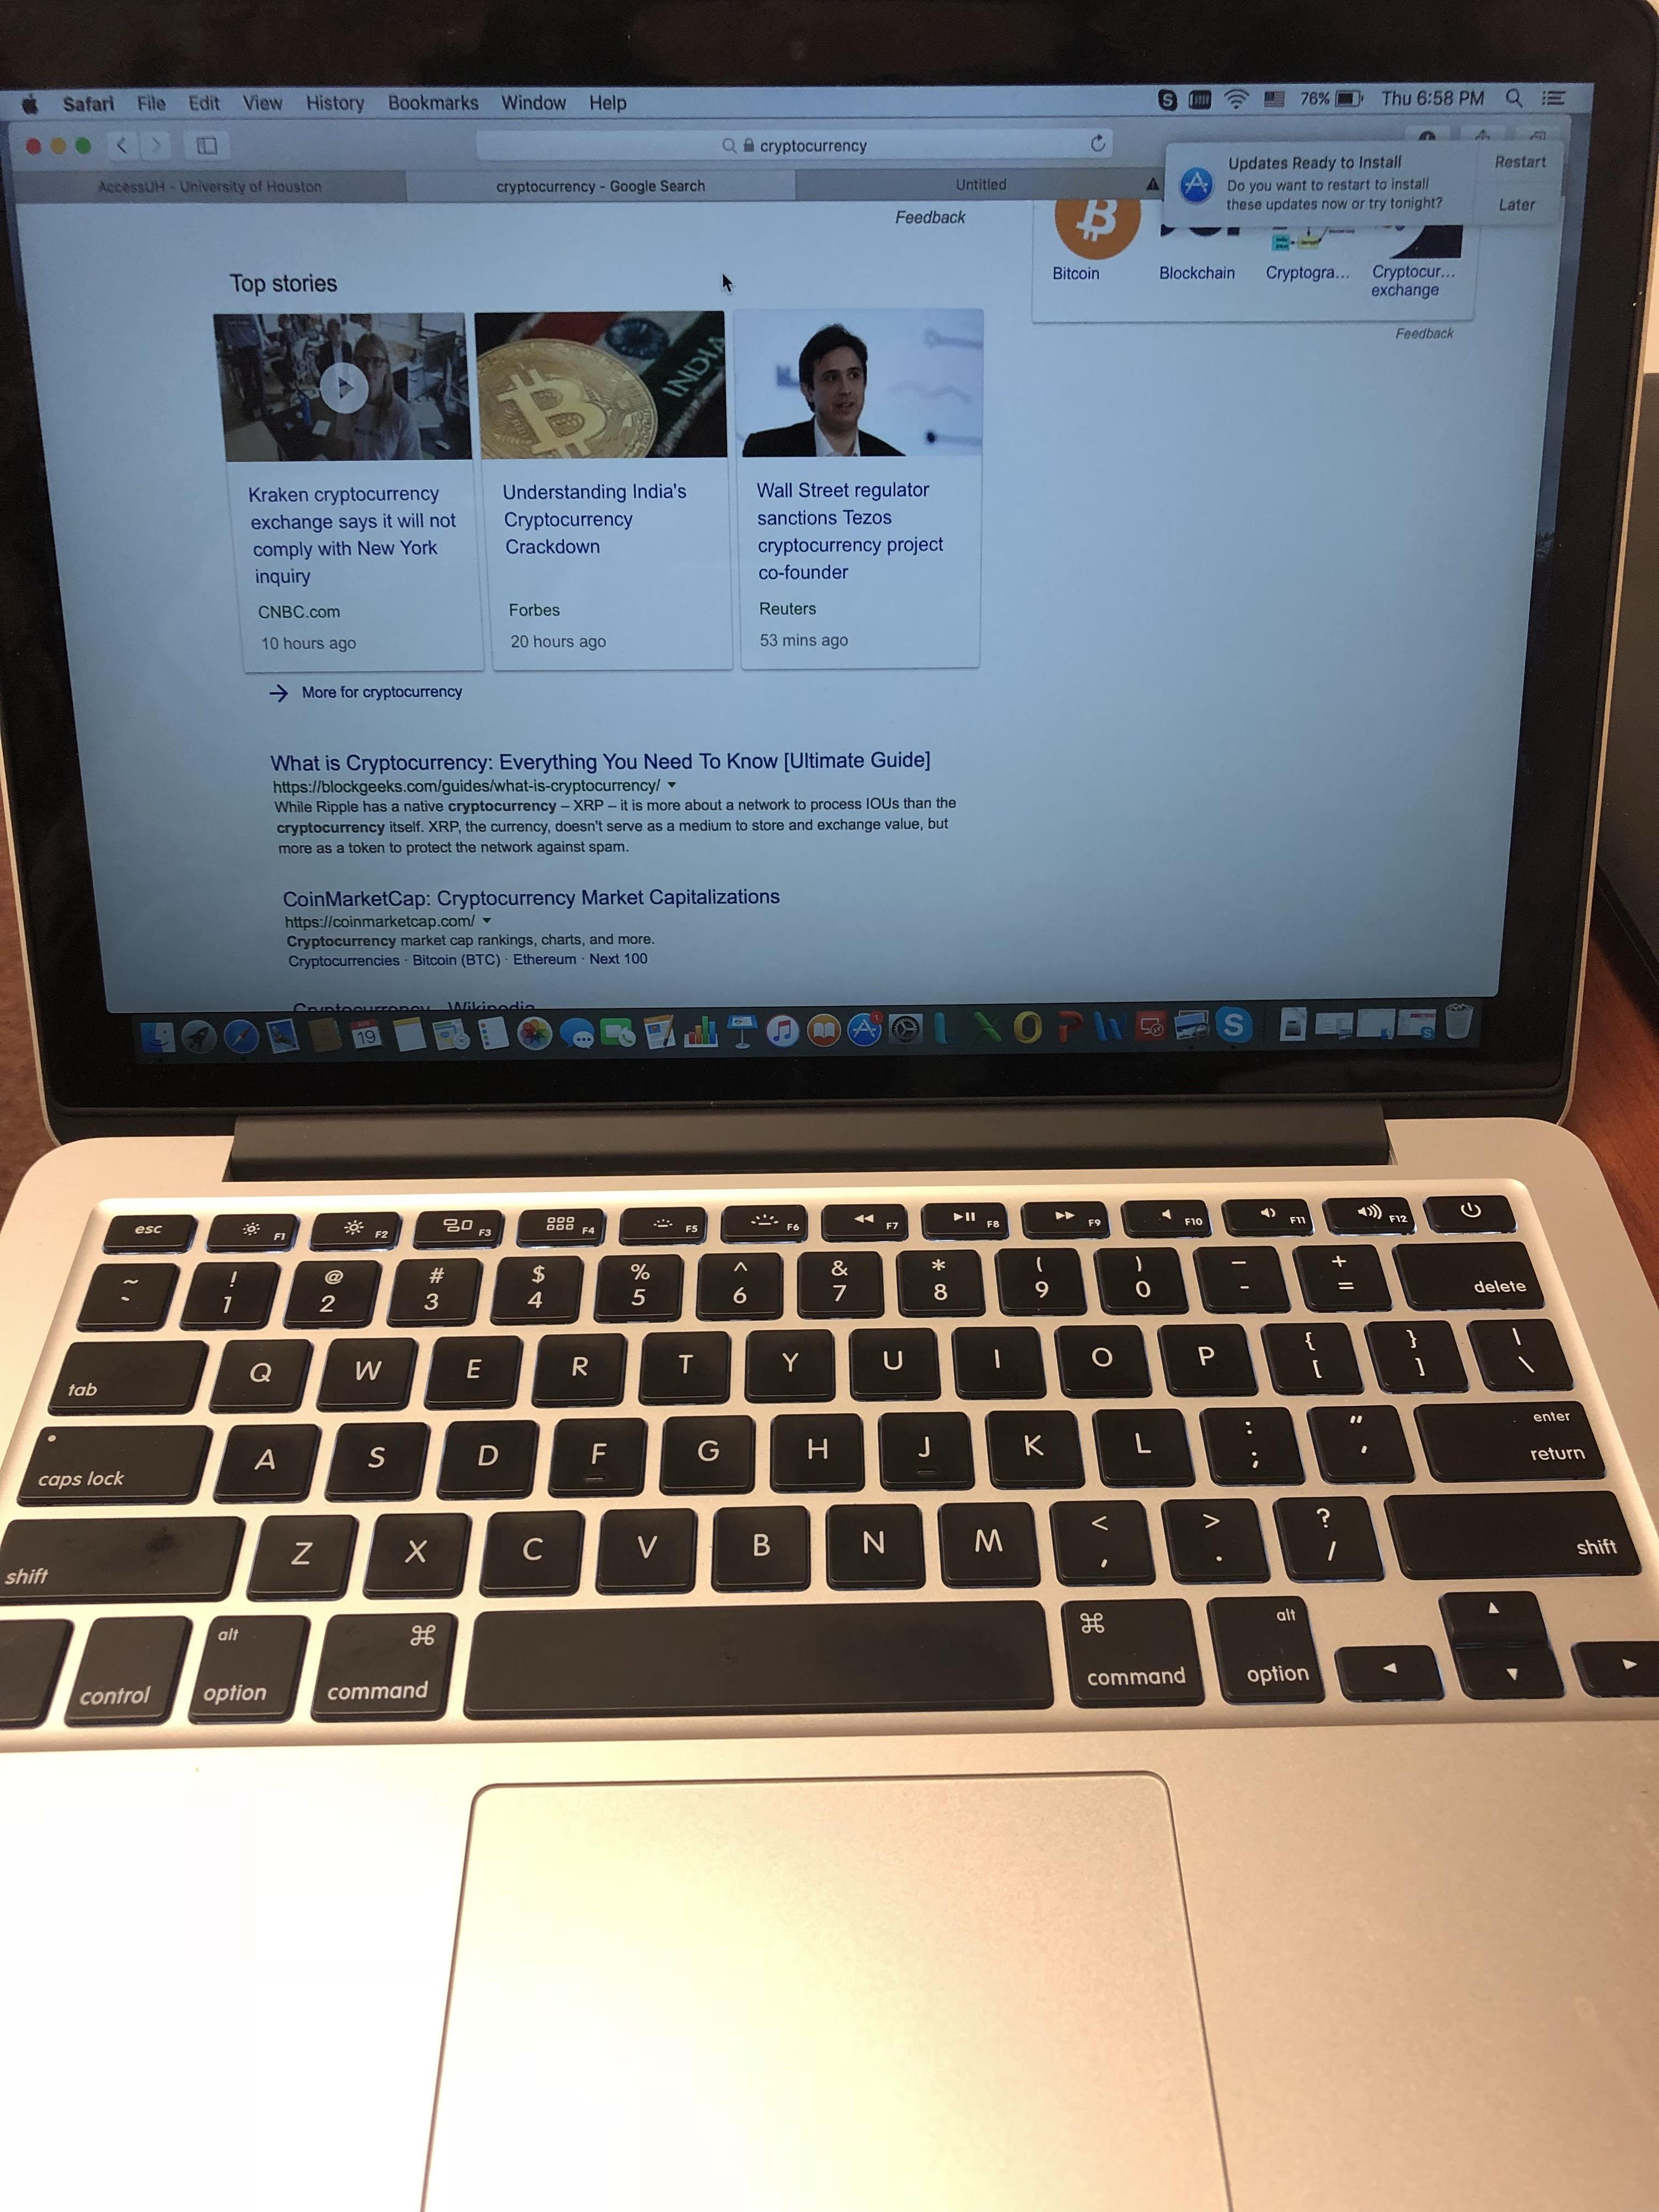 Safari File Edit View History Bookmarks Window Help 76% Thu 6:58 PM
cryptocurrency
AccessUH - University of Houston
cryptocurrency - Google Search
Untitled
Updates Ready to Install
Do you want to restart to install
these updates now or try tonight?
Restart
Later
Feedback
Bitcoin
Blockchain
Cryptogra...
Cryptocur...
exchange
Feedback
Top stories
INDIA
Kraken cryptocurrency
exchange says it will not
comply with New York
inquiry
CNBC.com
10 hours ago
Understanding India's
Cryptocurrency
Crackdown
Forbes
20 hours ago
Wall Street regulator
sanctions Tezos
cryptocurrency project
co-founder
Reuters
53 mins ago
More for cryptocurrency
What is Cryptocurrency: Everything You Need To Know [Ultimate Guide]
https://blockgeeks.com/guides/what-is-cryptocurrency/
While Ripple has a native cryptocurrency – XRP – it is more about a network to process IOUs than the
cryptocurrency itself. XRP, the currency, doesn't serve as a medium to store and exchange value, but
more as a token to protect the network against spam.
CoinMarketCap: Cryptocurrency Market Capitalizations
https://coinmarketcap.com/
Cryptocurrency market cap rankings, charts, and more.
Cryptocurrencies · Bitcoin (BTC) · Ethereum · Next 100
Cryptocurrency - Wikipedia
19
esc F1 F2 F3 F4 F5 F6 F7 F8 F9 F10 F11 F12
~ ! @ # $ % ^ & * ( ) — +
` 1 2 3 4 5 6 7 8 9 0 - = delete
tab Q W E R T Y U I O P { [ } ] | \
caps lock A S D F G H J K L : ; " ' enter return
shift Z X C V B N M < , > . ? / shift
control alt option ⌘ command ⌘ command alt option